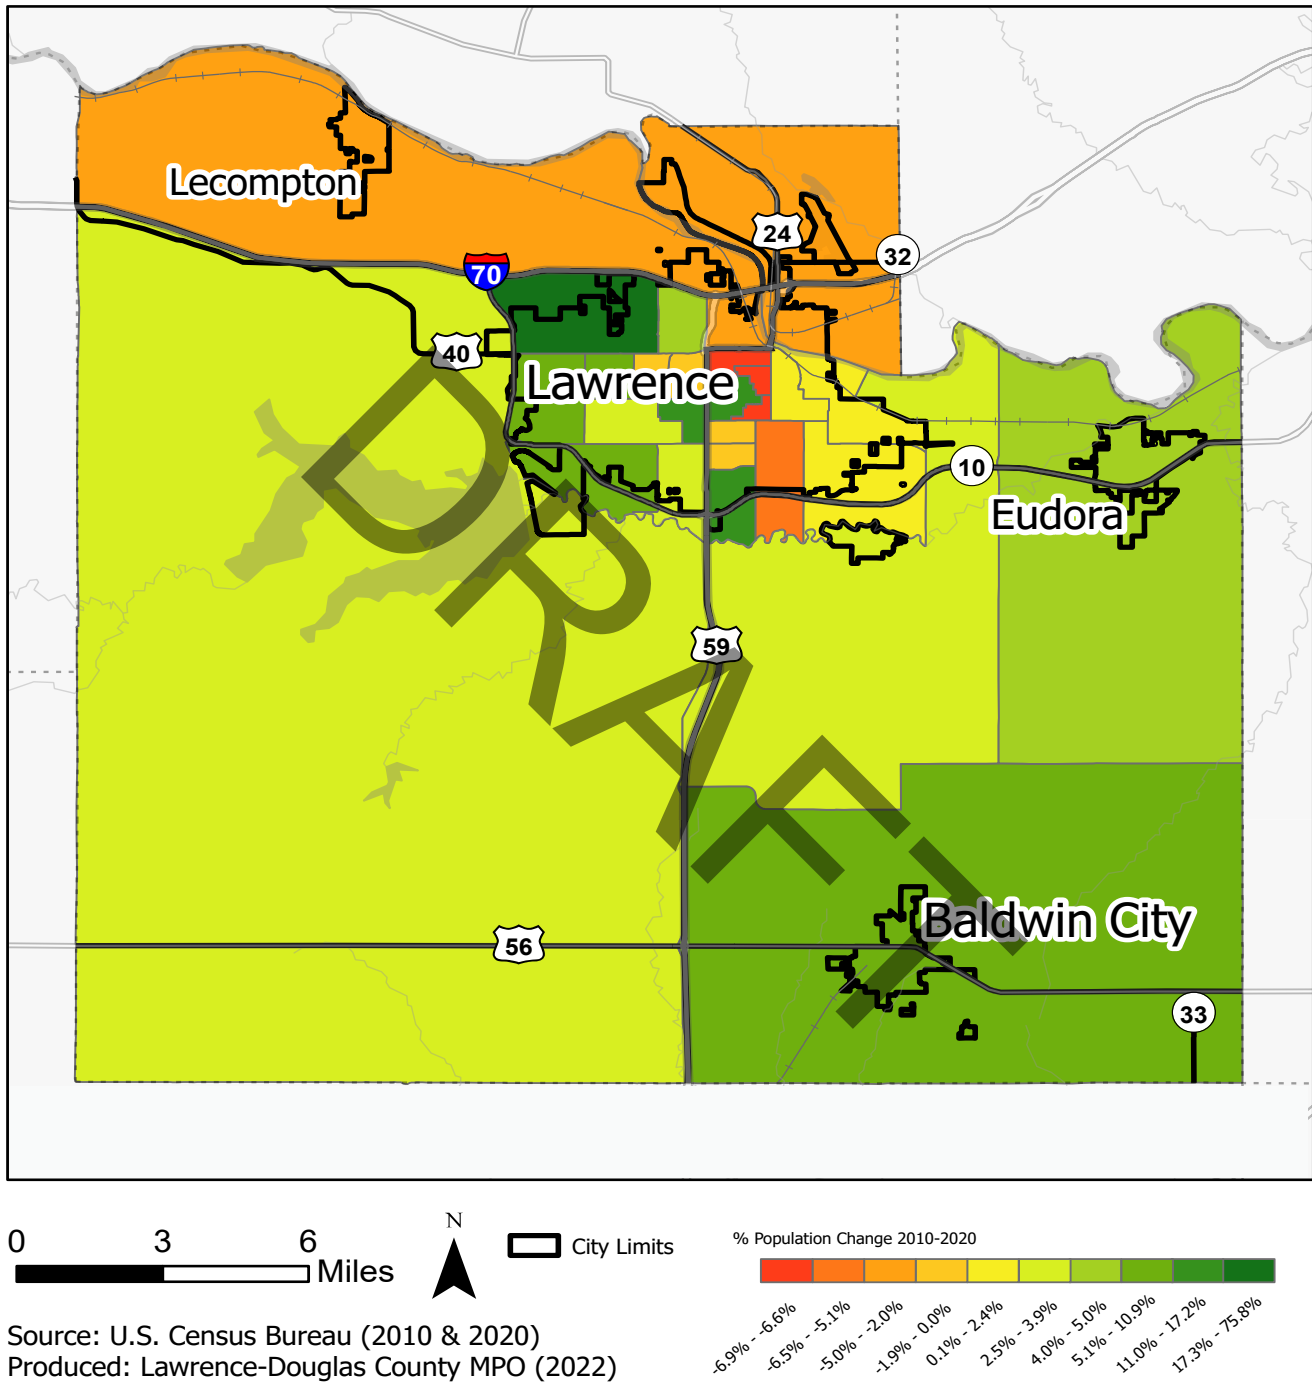 Lecompton
24
32
70
40
Lawrence
10
Eudora
59
DRAFT
Baldwin City
56
33
0 3 6
Miles
N
City Limits
% Population Change 2010-2020
-6.9% - -6.6%
-6.5% - -5.1%
-5.0% - -2.0%
-1.9% - 0.0%
0.1% - 2.4%
2.5% - 3.9%
4.0% - 5.0%
5.1% - 10.9%
11.0% - 17.2%
17.3% - 75.8%
Source: U.S. Census Bureau (2010 & 2020)
Produced: Lawrence-Douglas County MPO (2022)